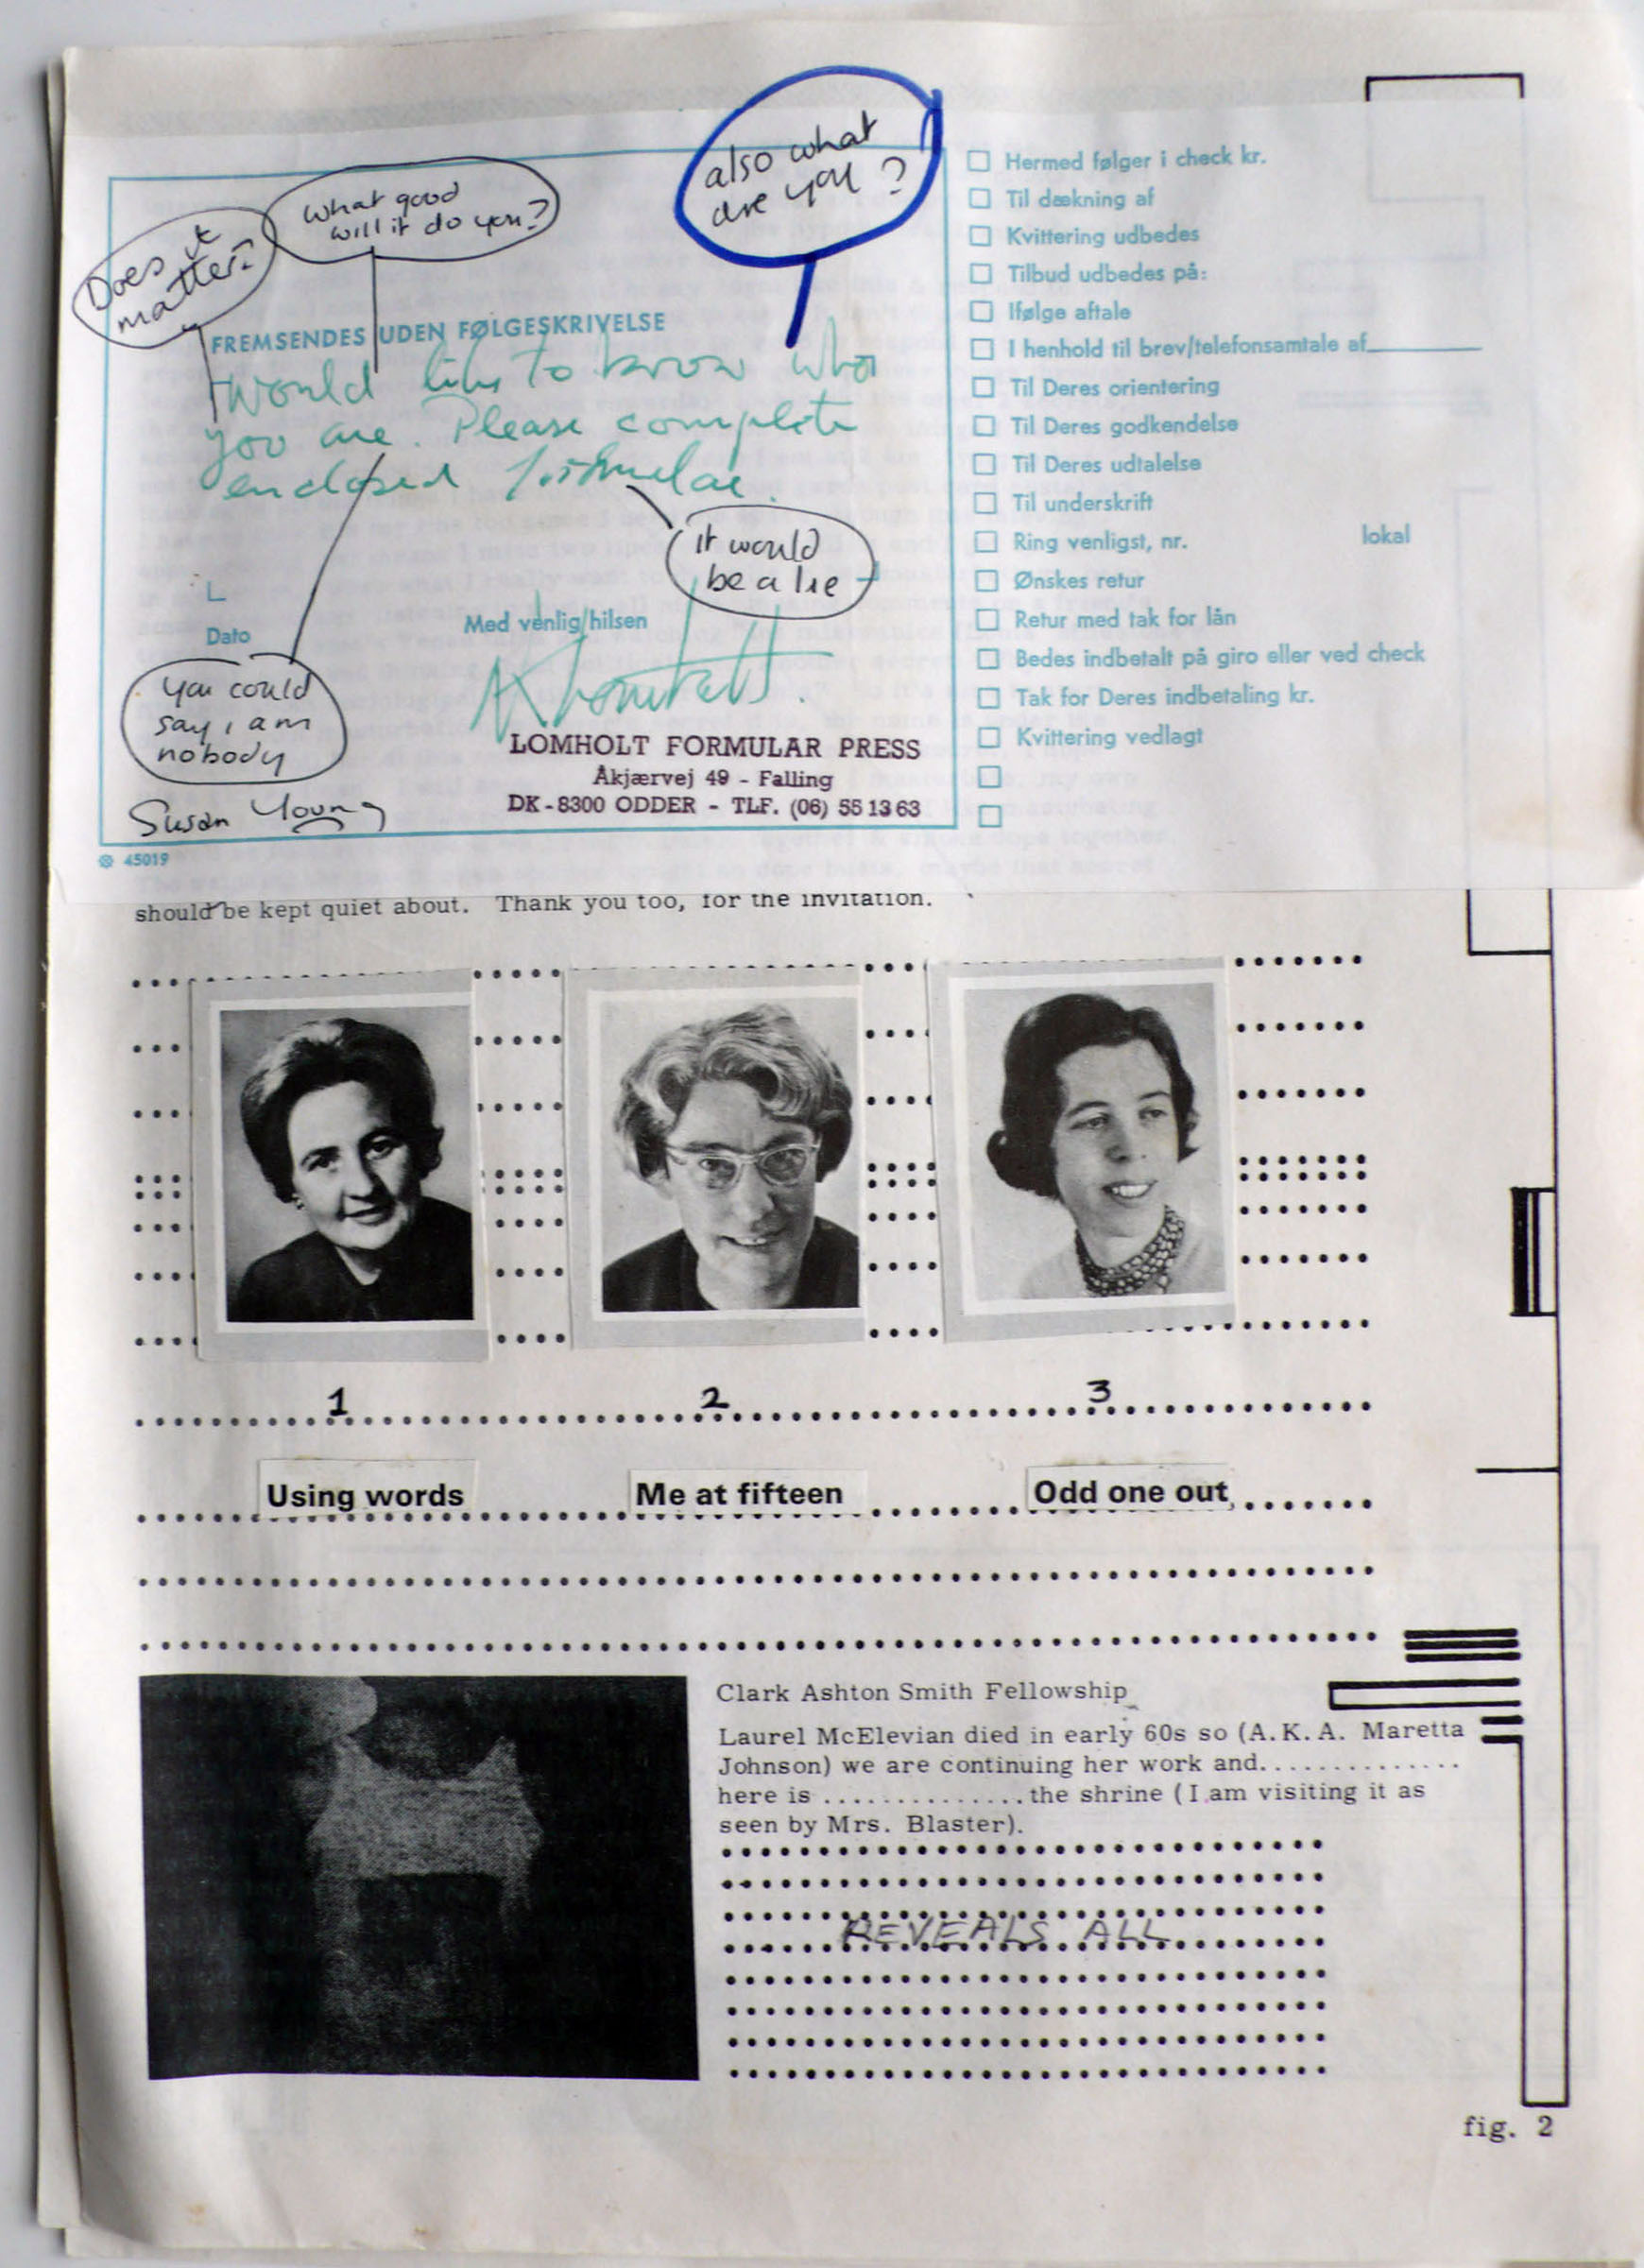 also what
are you?
What good
will it do you?
Does it
matter?
FREMSENDES UDEN FØLGESKRIVELSE
Would like to know who
you are. Please complete
enclosed formulae.
it would
be a lie
Dato
Med venlig hilsen
You could
say, I am
nobody
Susan Young
LOMHOLT FORMULAR PRESS
Åkjærvej 49 - Falling
DK-8300 ODDER - TLF. (06) 55 13 63
45019
Hermed følger i check kr.
Til dækning af
Kvittering udbedes
Tilbud udbedes på:
Ifølge aftale
I henhold til brev/telefonsamtale af
Til Deres orientering
Til Deres godkendelse
Til Deres udtalelse
Til underskrift
Ring venligst, nr. lokal
Ønskes retur
Retur med tak for lån
Bedes indbetalt på giro eller ved check
Tak for Deres indbetaling kr.
Kvittering vedlagt
should be kept quiet about. Thank you too, for the invitation.
1 2 3
Using words Me at fifteen Odd one out
Clark Ashton Smith Fellowship
Laurel McElevian died in early 60s so (A.K.A. Maretta
Johnson) we are continuing her work and..............
here is ..............the shrine (I am visiting it as
seen by Mrs. Blaster).
REVEALS ALL
fig. 2